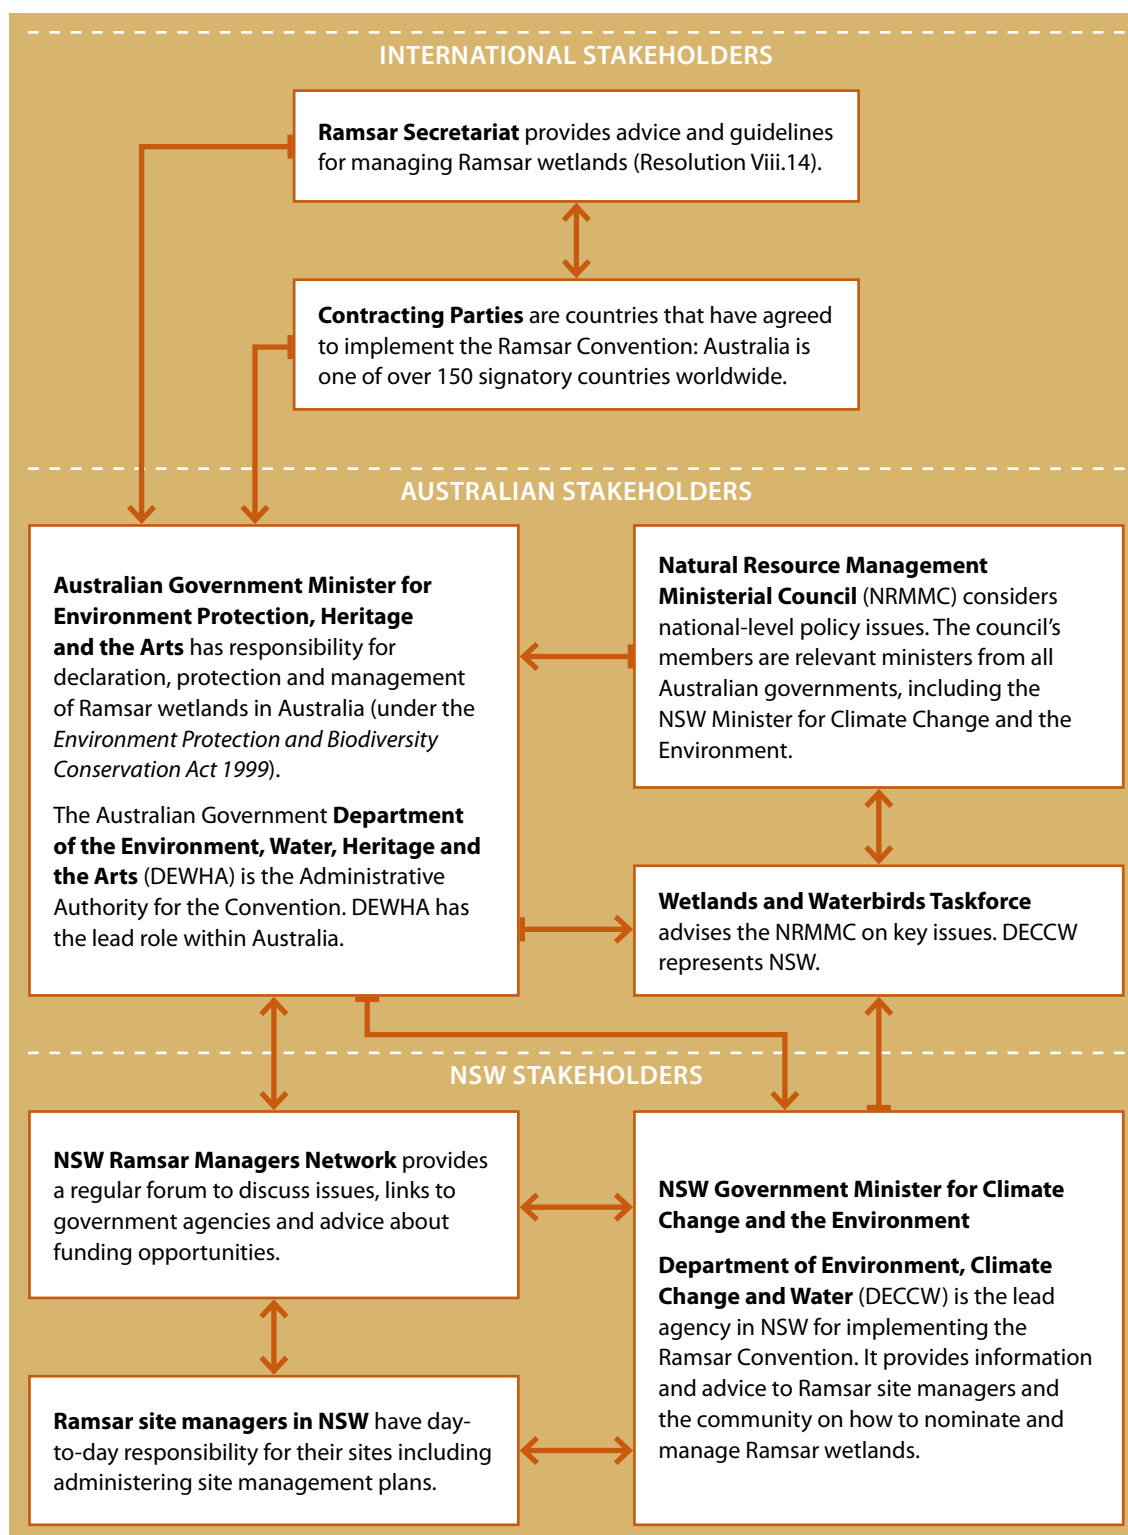 INTERNATIONAL STAKEHOLDERS
Ramsar Secretariat provides advice and guidelines
for managing Ramsar wetlands (Resolution Viii.14).
Contracting Parties are countries that have agreed
to implement the Ramsar Convention: Australia is
one of over 150 signatory countries worldwide.
AUSTRALIAN STAKEHOLDERS
Australian Government Minister for
Environment Protection, Heritage
and the Arts has responsibility for
declaration, protection and management
of Ramsar wetlands in Australia (under the
Environment Protection and Biodiversity
Conservation Act 1999).
The Australian Government Department
of the Environment, Water, Heritage and
the Arts (DEWHA) is the Administrative
Authority for the Convention. DEWHA has
the lead role within Australia.
Natural Resource Management
Ministerial Council (NRMMC) considers
national-level policy issues. The council's
members are relevant ministers from all
Australian governments, including the
NSW Minister for Climate Change and the
Environment.
Wetlands and Waterbirds Taskforce
advises the NRMMC on key issues. DECCW
represents NSW.
NSW STAKEHOLDERS
NSW Ramsar Managers Network provides
a regular forum to discuss issues, links to
government agencies and advice about
funding opportunities.
Ramsar site managers in NSW have day-
to-day responsibility for their sites including
administering site management plans.
NSW Government Minister for Climate
Change and the Environment
Department of Environment, Climate
Change and Water (DECCW) is the lead
agency in NSW for implementing the
Ramsar Convention. It provides information
and advice to Ramsar site managers and
the community on how to nominate and
manage Ramsar wetlands.